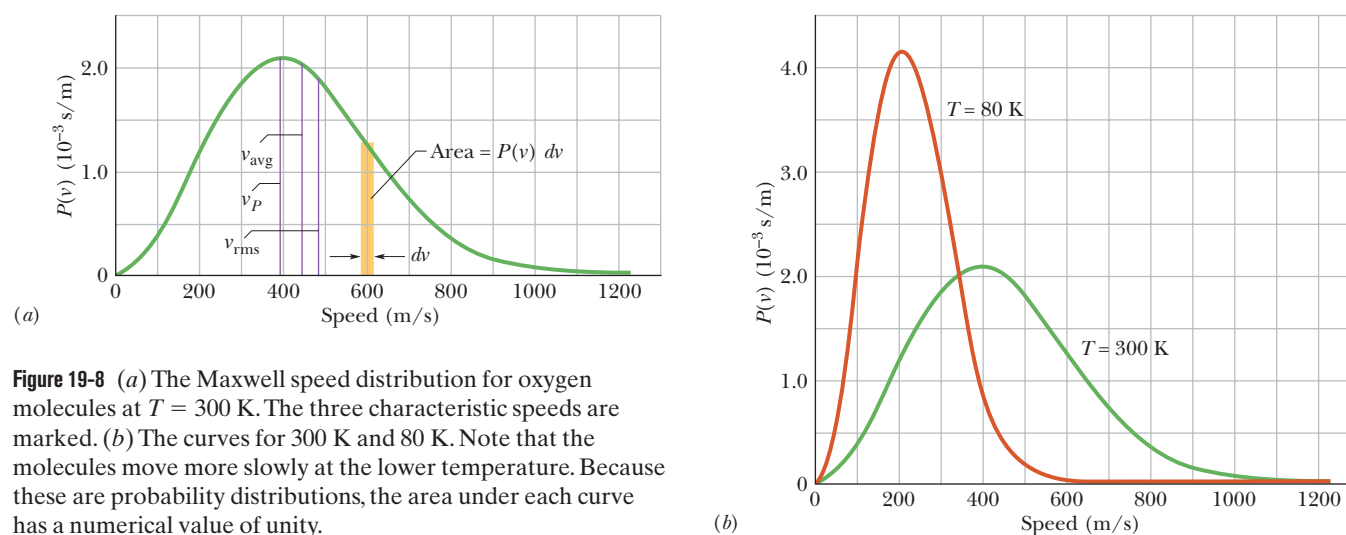 2.0
1.0
0
P(v) (10⁻³ s/m)
v_avg
v_P
v_rms
Area = P(v) dv
dv
0 200 400 600 800 1000 1200
Speed (m/s)
(a)
Figure 19-8 (a) The Maxwell speed distribution for oxygen
molecules at T = 300 K. The three characteristic speeds are
marked. (b) The curves for 300 K and 80 K. Note that the
molecules move more slowly at the lower temperature. Because
these are probability distributions, the area under each curve
has a numerical value of unity.
4.0
3.0
2.0
1.0
0
P(v) (10⁻³ s/m)
T = 80 K
T = 300 K
0 200 400 600 800 1000 1200
Speed (m/s)
(b)